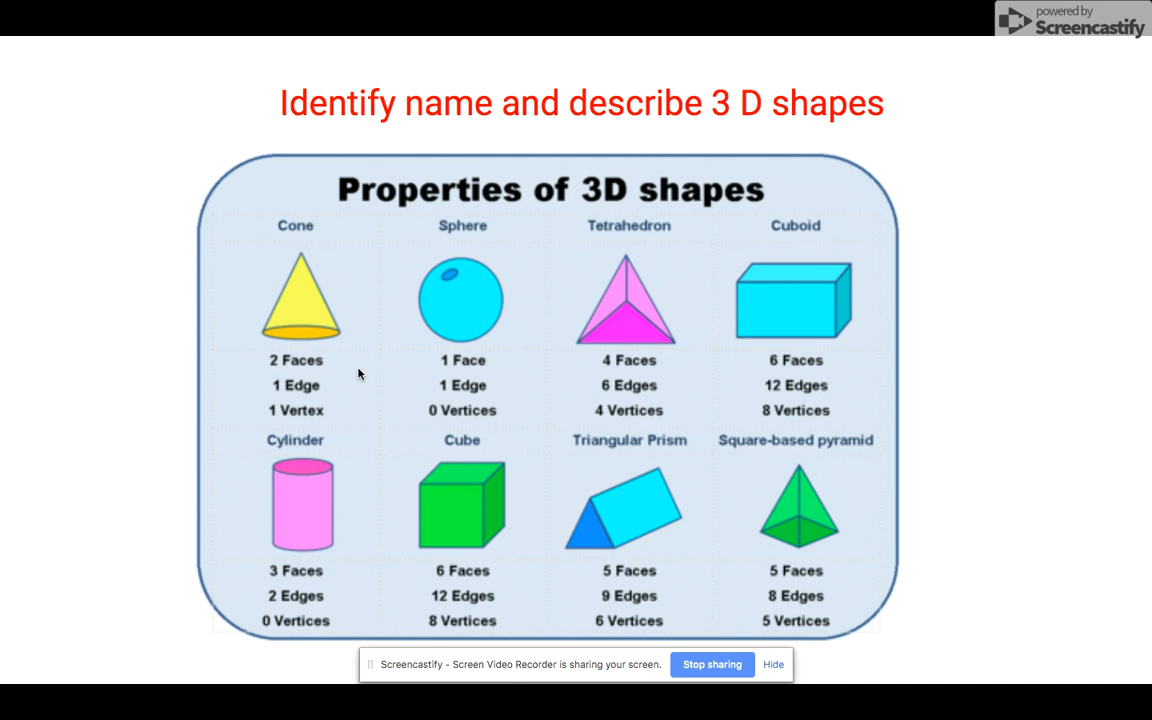 powered by
Screencastify
Identify name and describe 3 D shapes
Properties of 3D shapes
Cone Sphere Tetrahedron Cuboid
2 Faces 1 Face 4 Faces 6 Faces
1 Edge 1 Edge 6 Edges 12 Edges
1 Vertex 0 Vertices 4 Vertices 8 Vertices
Cylinder Cube Triangular Prism Square-based pyramid
3 Faces 6 Faces 5 Faces 5 Faces
2 Edges 12 Edges 9 Edges 8 Edges
0 Vertices 8 Vertices 6 Vertices 5 Vertices
Screencastify - Screen Video Recorder is sharing your screen. Stop sharing Hide